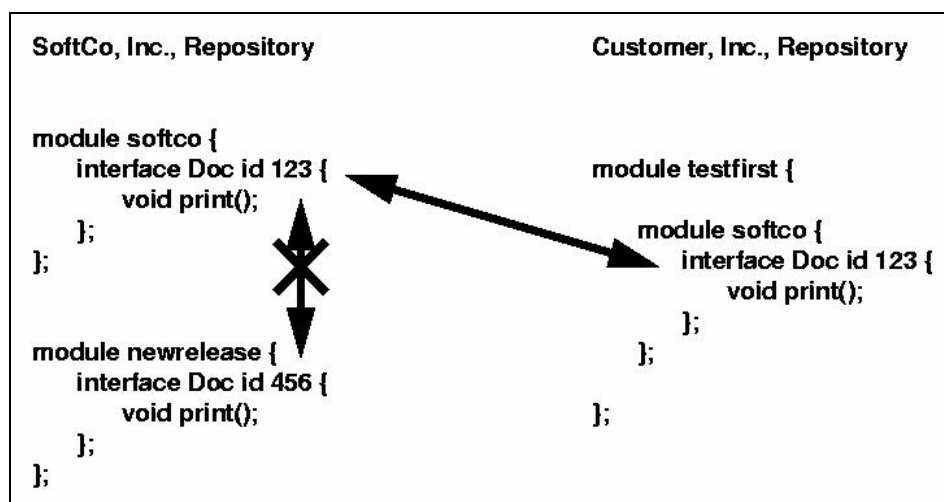 SoftCo, Inc., Repository
module softco {
interface Doc id 123 {
void print();
};
};
module newrelease {
interface Doc id 456 {
void print();
};
};
Customer, Inc., Repository
module testfirst {
module softco {
interface Doc id 123 {
void print();
};
};
};